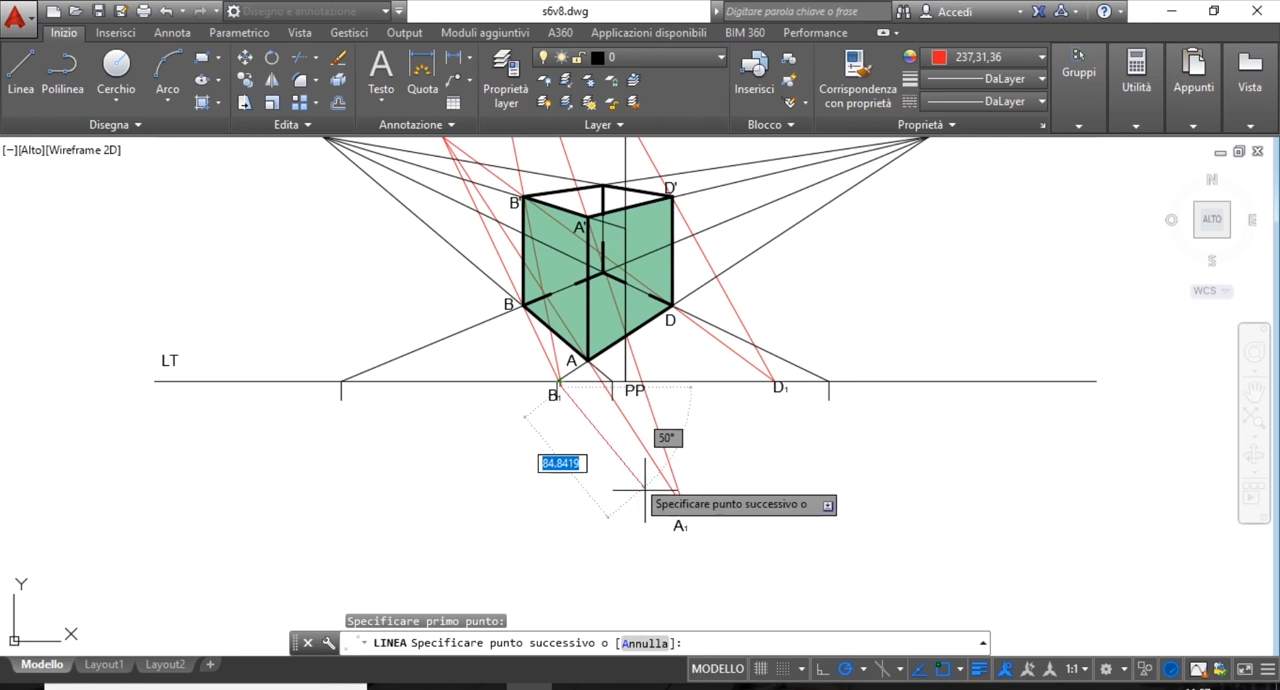 Disegno e annotazione
s6v8.dwg
Digitare parola chiave o frase
Accedi
Inizio Inserisci Annota Parametrico Vista Gestisci Output Moduli aggiuntivi A360 Applicazioni disponibili BIM 360 Performance
Linea Polilinea Cerchio Arco
Testo Quota
Proprietà layer
0
Inserisci
Corrispondenza con proprietà
237,31,36
DaLayer
DaLayer
Gruppi
Utilità
Appunti
Vista
Disegna Edita Annotazione Layer Blocco Proprietà
[−][Alto][Wireframe 2D]
N
O ALTO E
S
WCS
B' D'
A'
B
D
A
LT
B₁ PP D₁
50°
84.8419
Specificare punto successivo o
A₁
Y
X
Specificare primo punto:
LINEA Specificare punto successivo o [Annulla]:
Modello Layout1 Layout2 +
MODELLO 1:1